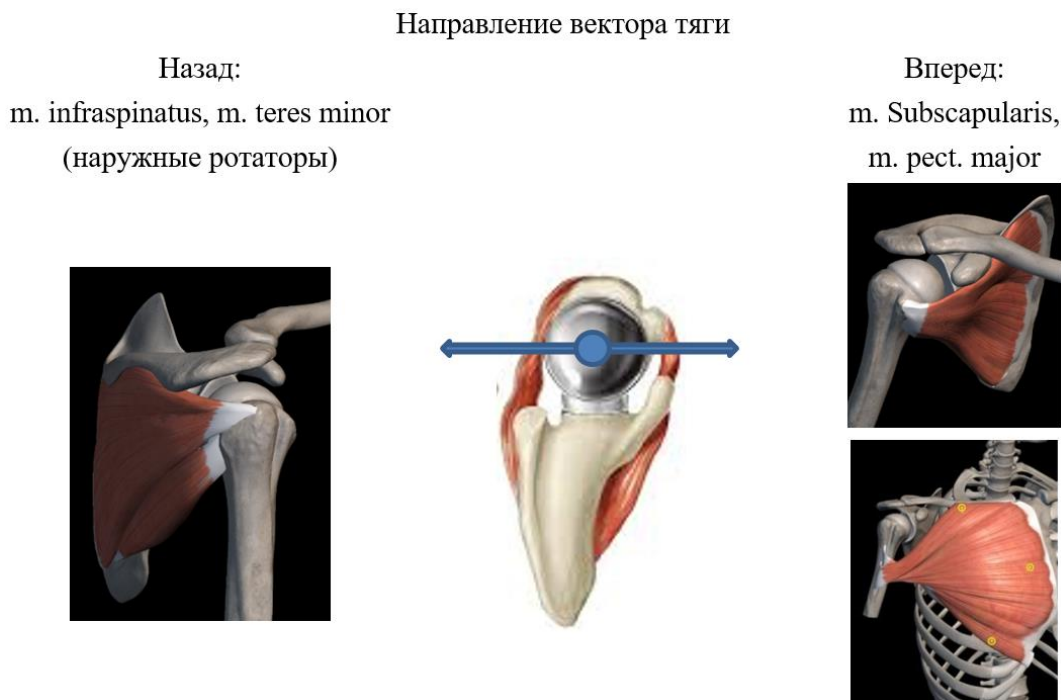 Направление вектора тяги
Назад:
m. infraspinatus, m. teres minor
(наружные ротаторы)
Вперед:
m. Subscapularis,
m. pect. major